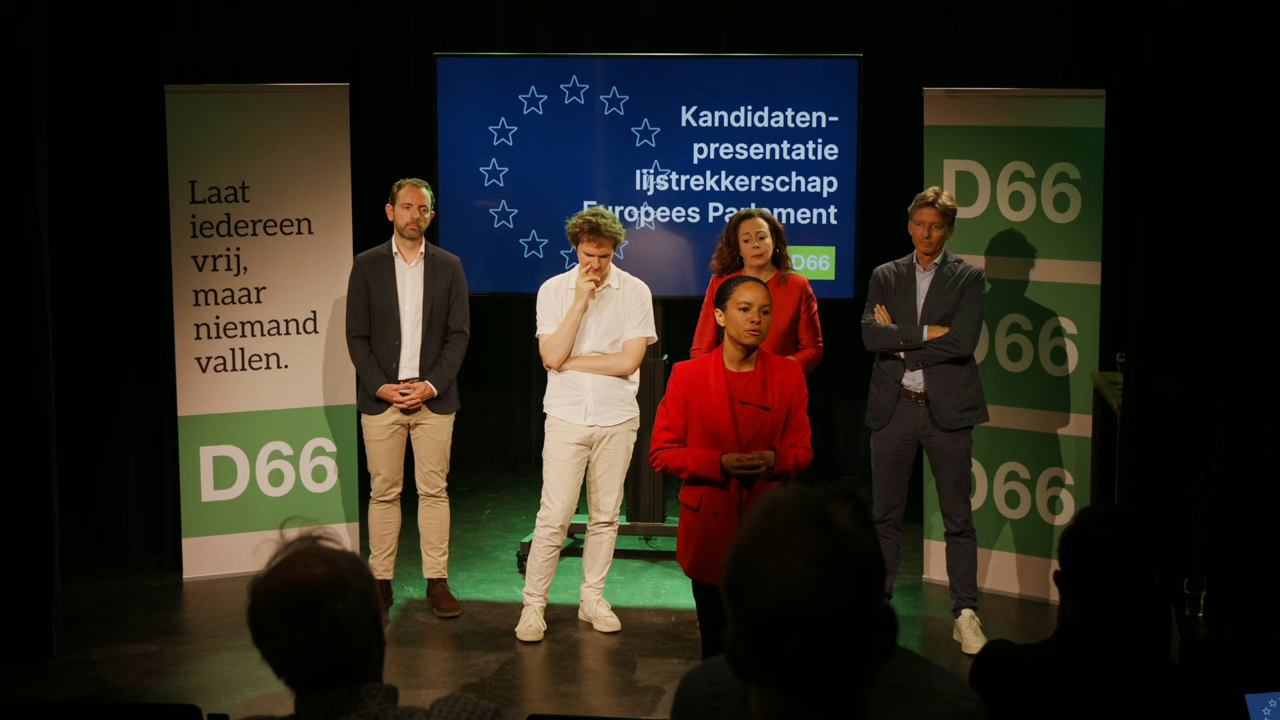 Laat
iedereen
vrij,
maar
niemand
vallen.
D66
Kandidaten-
presentatie
lijstrekkerschap
Europees Parlement
D66
D66
D66
D66